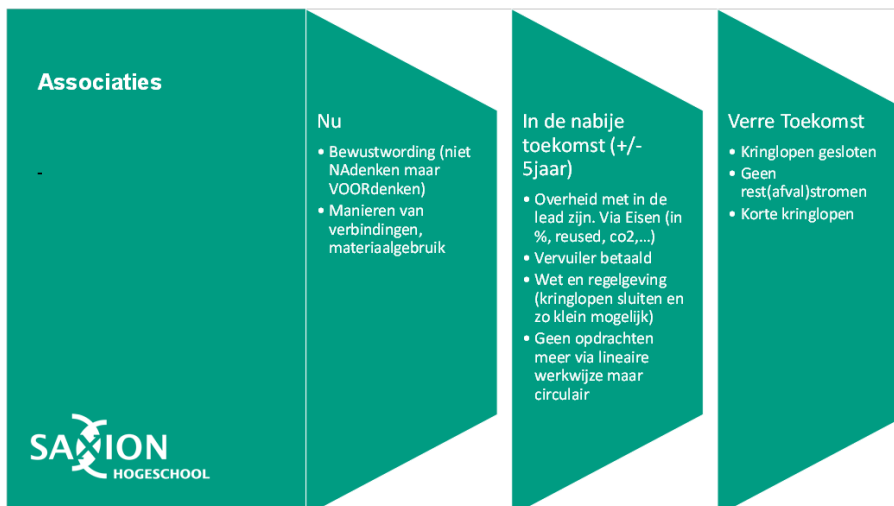 Associaties
-
Nu
• Bewustwording (niet
NAdenken maar
VOORdenken)
• Manieren van
verbindingen,
materiaalgebruik
In de nabije
toekomst (+/-
5jaar)
• Overheid met in de
lead zijn. Via Eisen (in
%, reused, co2,...)
• Vervuiler betaald
• Wet en regelgeving
(kringlopen sluiten en
zo klein mogelijk)
• Geen opdrachten
meer via lineaire
werkwijze maar
circulair
Verre Toekomst
• Kringlopen gesloten
• Geen
rest(afval)stromen
• Korte kringlopen
SAXION
HOGESCHOOL